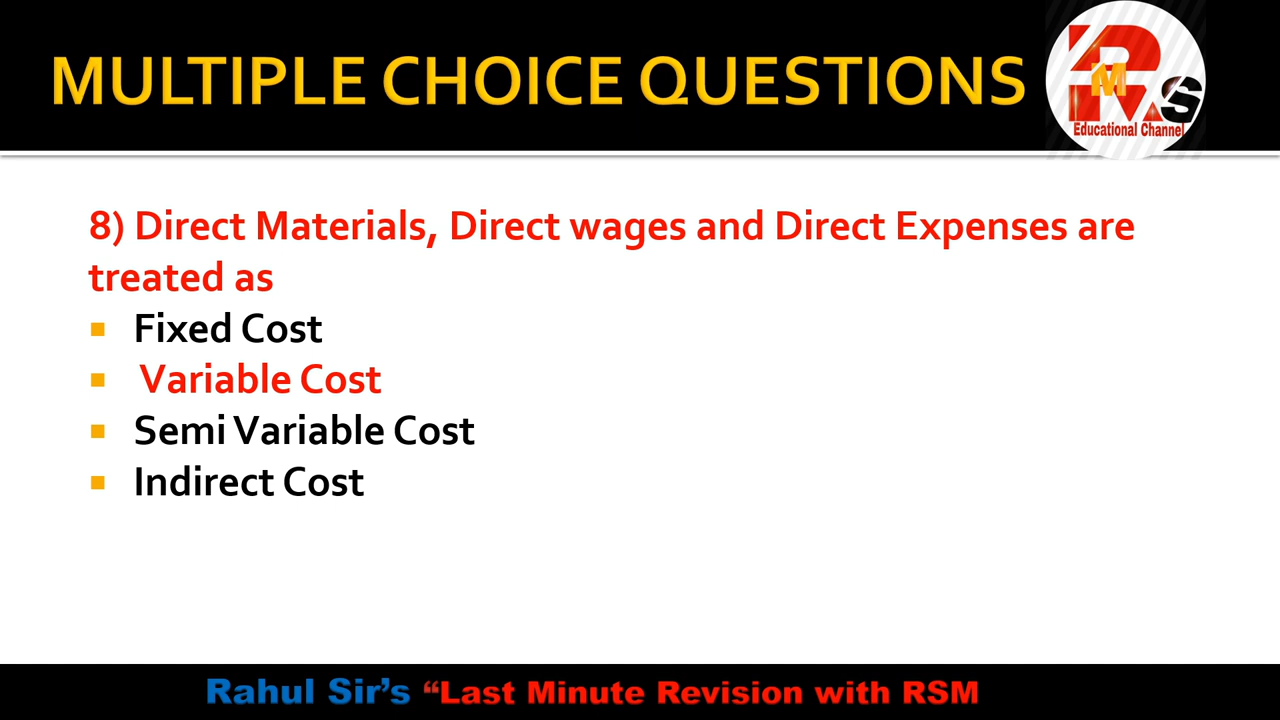 MULTIPLE CHOICE QUESTIONS
RMS
Educational Channel
8) Direct Materials, Direct wages and Direct Expenses are
treated as
Fixed Cost
Variable Cost
Semi Variable Cost
Indirect Cost
Rahul Sir's “Last Minute Revision with RSM